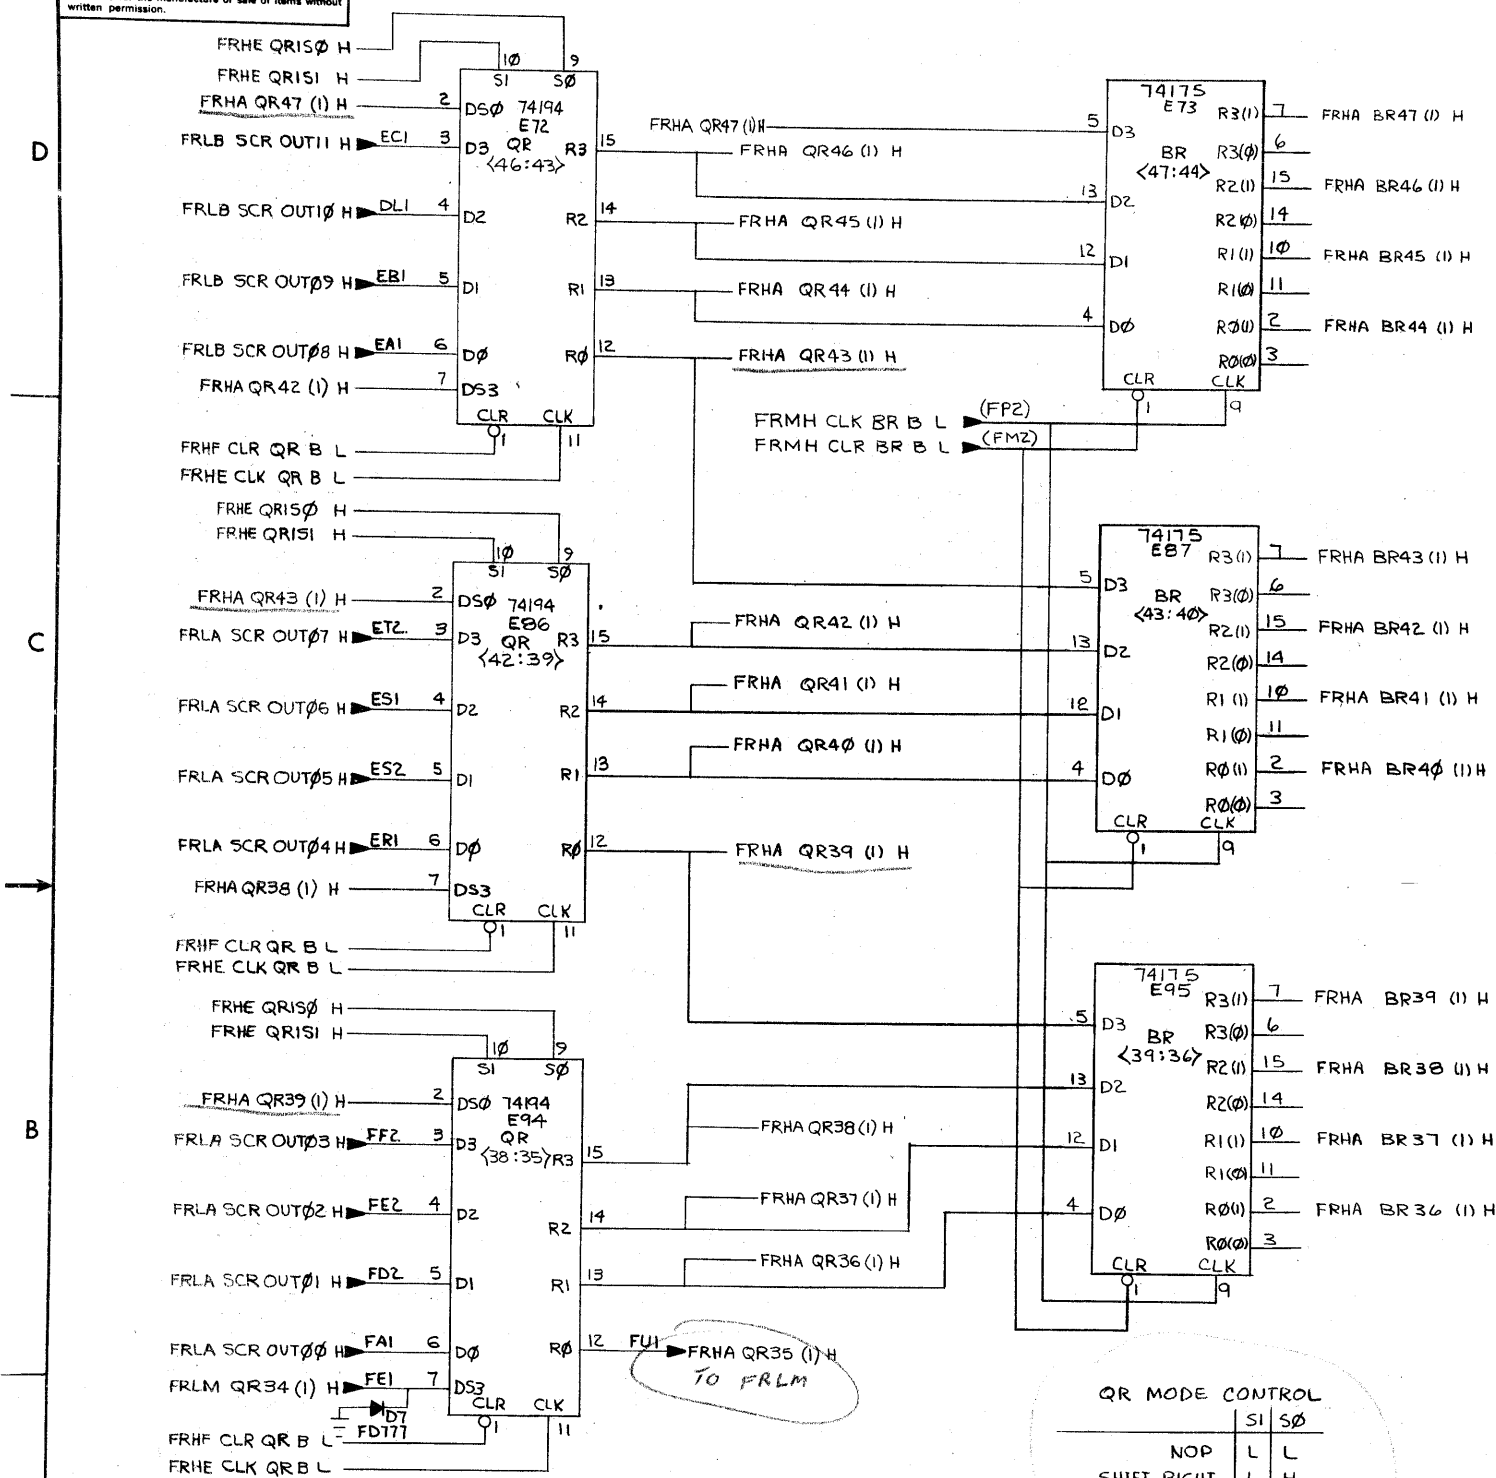 written permission.
FRHE QR1SØ H
FRHE QR1S1 H
10 9
S1 SØ
FRHA QR47 (1) H 2 DSØ 74194
E72
FRLB SCR OUT11 H EC1 3 D3 QR R3 15
<46:43>
FRLB SCR OUT1Ø H DL1 4 D2 R2 14
FRLB SCR OUTØ9 H EB1 5 D1 R1 13
FRLB SCR OUTØ8 H EA1 6 DØ RØ 12
FRHA QR42 (1) H 7 DS3
CLR CLK
1 11
FRHF CLR QR B L
FRHE CLK QR B L
FRHA QR47 (1) H
FRHA QR46 (1) H
FRHA QR45 (1) H
FRHA QR44 (1) H
FRHA QR43 (1) H
74175
E73
5 D3 R3(1) 7 FRHA BR47 (1) H
BR R3(Ø) 6
<47:44>
13 D2 R2(1) 15 FRHA BR46 (1) H
R2(Ø) 14
12 D1 R1(1) 1Ø FRHA BR45 (1) H
R1(Ø) 11
4 DØ RØ(1) 2 FRHA BR44 (1) H
RØ(Ø) 3
CLR CLK
1 9
FRMH CLK BR B L (FP2)
FRMH CLR BR B L (FM2)
D
FRHE QR1SØ H
FRHE QR1S1 H
1Ø 9
S1 SØ
FRHA QR43 (1) H 2 DSØ 74194
E86
FRLA SCR OUTØ7 H ET2 3 D3 QR R3 15
<42:39>
FRLA SCR OUTØ6 H ES1 4 D2 R2 14
FRLA SCR OUTØ5 H ES2 5 D1 R1 13
FRLA SCR OUTØ4 H ER1 6 DØ RØ 12
FRHA QR38 (1) H 7 DS3
CLR CLK
1 11
FRHF CLR QR B L
FRHE CLK QR B L
FRHA QR42 (1) H
FRHA QR41 (1) H
FRHA QR4Ø (1) H
FRHA QR39 (1) H
74175
E87
5 D3 R3(1) 7 FRHA BR43 (1) H
BR R3(Ø) 6
<43:4Ø>
13 D2 R2(1) 15 FRHA BR42 (1) H
R2(Ø) 14
12 D1 R1 (1) 1Ø FRHA BR41 (1) H
R1(Ø) 11
4 DØ RØ(1) 2 FRHA BR4Ø (1) H
RØ(Ø) 3
CLR CLK
1 9
C
FRHE QR1SØ H
FRHE QR1S1 H
1Ø 9
S1 SØ
FRHA QR39 (1) H 2 DSØ 74194
E94
FRLA SCR OUTØ3 H FF2 3 D3 QR
<38:35> R3 15
FRLA SCR OUTØ2 H FE2 4 D2 R2 14
FRLA SCR OUTØ1 H FD2 5 D1 R1 13
FRLA SCR OUTØØ H FA1 6 DØ RØ 12 FU1 FRHA QR35 (1) H
TO FRLM
FRLM QR34 (1) H FE1 7 DS3
D7
FD777
CLR CLK
1 11
FRHF CLR QR B L
FRHE CLK QR B L
FRHA QR38 (1) H
FRHA QR37 (1) H
FRHA QR36 (1) H
74175
E95
5 D3 R3(1) 7 FRHA BR39 (1) H
BR R3(Ø) 6
<39:36>
13 D2 R2(1) 15 FRHA BR38 (1) H
R2(Ø) 14
12 D1 R1(1) 1Ø FRHA BR37 (1) H
R1(Ø) 11
4 DØ RØ(1) 2 FRHA BR36 (1) H
RØ(Ø) 3
CLR CLK
1 9
B
QR MODE CONTROL
S1 SØ
NOP L L
SHIFT RIGHT L H